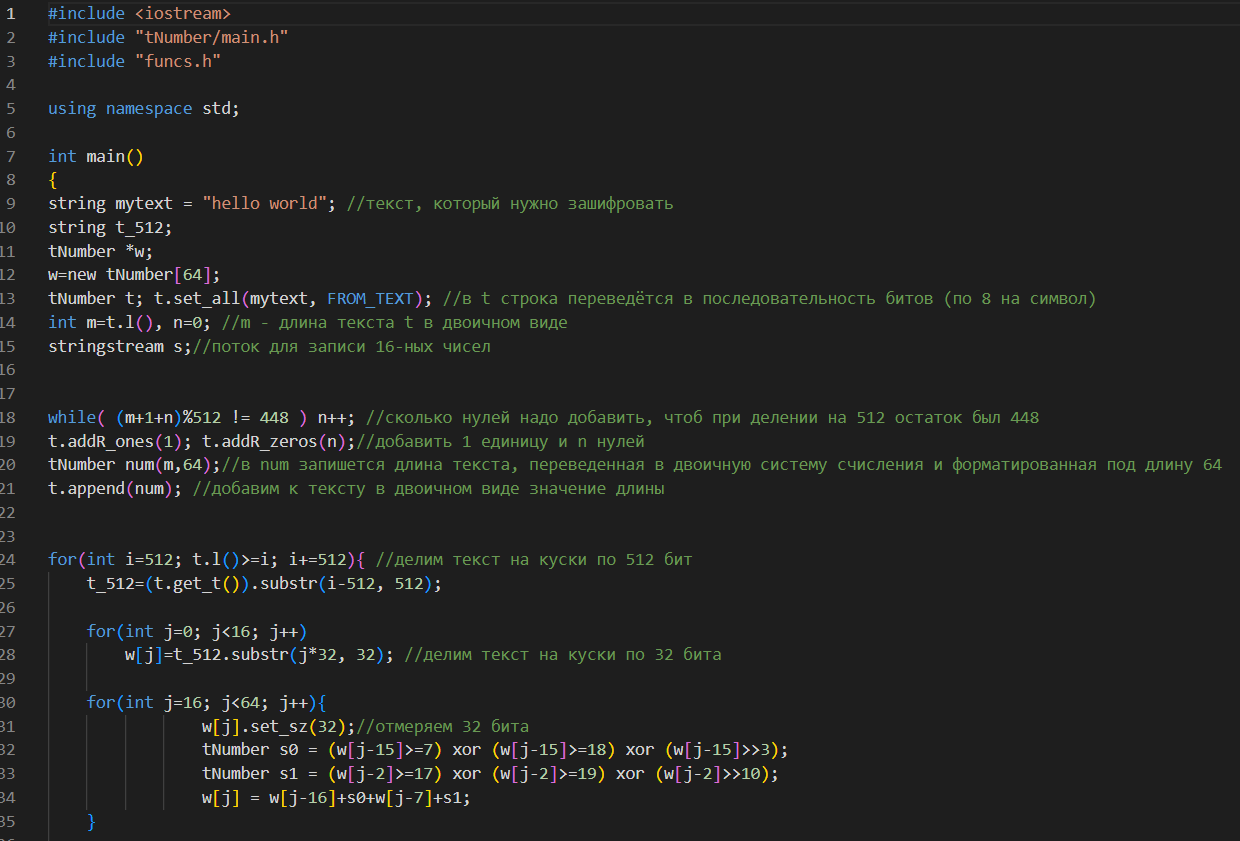 1 #include <iostream>
2 #include "tNumber/main.h"
3 #include "funcs.h"
4
5 using namespace std;
6
7 int main()
8 {
9 string mytext = "hello world"; //текст, который нужно зашифровать
10 string t_512;
11 tNumber *w;
12 w=new tNumber[64];
13 tNumber t; t.set_all(mytext, FROM_TEXT); //в t строка переведётся в последовательность битов (по 8 на символ)
14 int m=t.l(), n=0; //m - длина текста t в двоичном виде
15 stringstream s;//поток для записи 16-ных чисел
16
17
18 while( (m+1+n)%512 != 448 ) n++; //сколько нулей надо добавить, чтоб при делении на 512 остаток был 448
19 t.addR_ones(1); t.addR_zeros(n);//добавить 1 единицу и n нулей
20 tNumber num(m,64);//в num запишется длина текста, переведенная в двоичную систему счисления и форматированная под длину 64
21 t.append(num); //добавим к тексту в двоичном виде значение длины
22
23
24 for(int i=512; t.l()>=i; i+=512){ //делим текст на куски по 512 бит
25 t_512=(t.get_t()).substr(i-512, 512);
26
27 for(int j=0; j<16; j++)
28 w[j]=t_512.substr(j*32, 32); //делим текст на куски по 32 бита
29
30 for(int j=16; j<64; j++){
31 w[j].set_sz(32);//отмеряем 32 бита
32 tNumber s0 = (w[j-15]>=7) xor (w[j-15]>=18) xor (w[j-15]>>3);
33 tNumber s1 = (w[j-2]>=17) xor (w[j-2]>=19) xor (w[j-2]>>10);
34 w[j] = w[j-16]+s0+w[j-7]+s1;
35 }